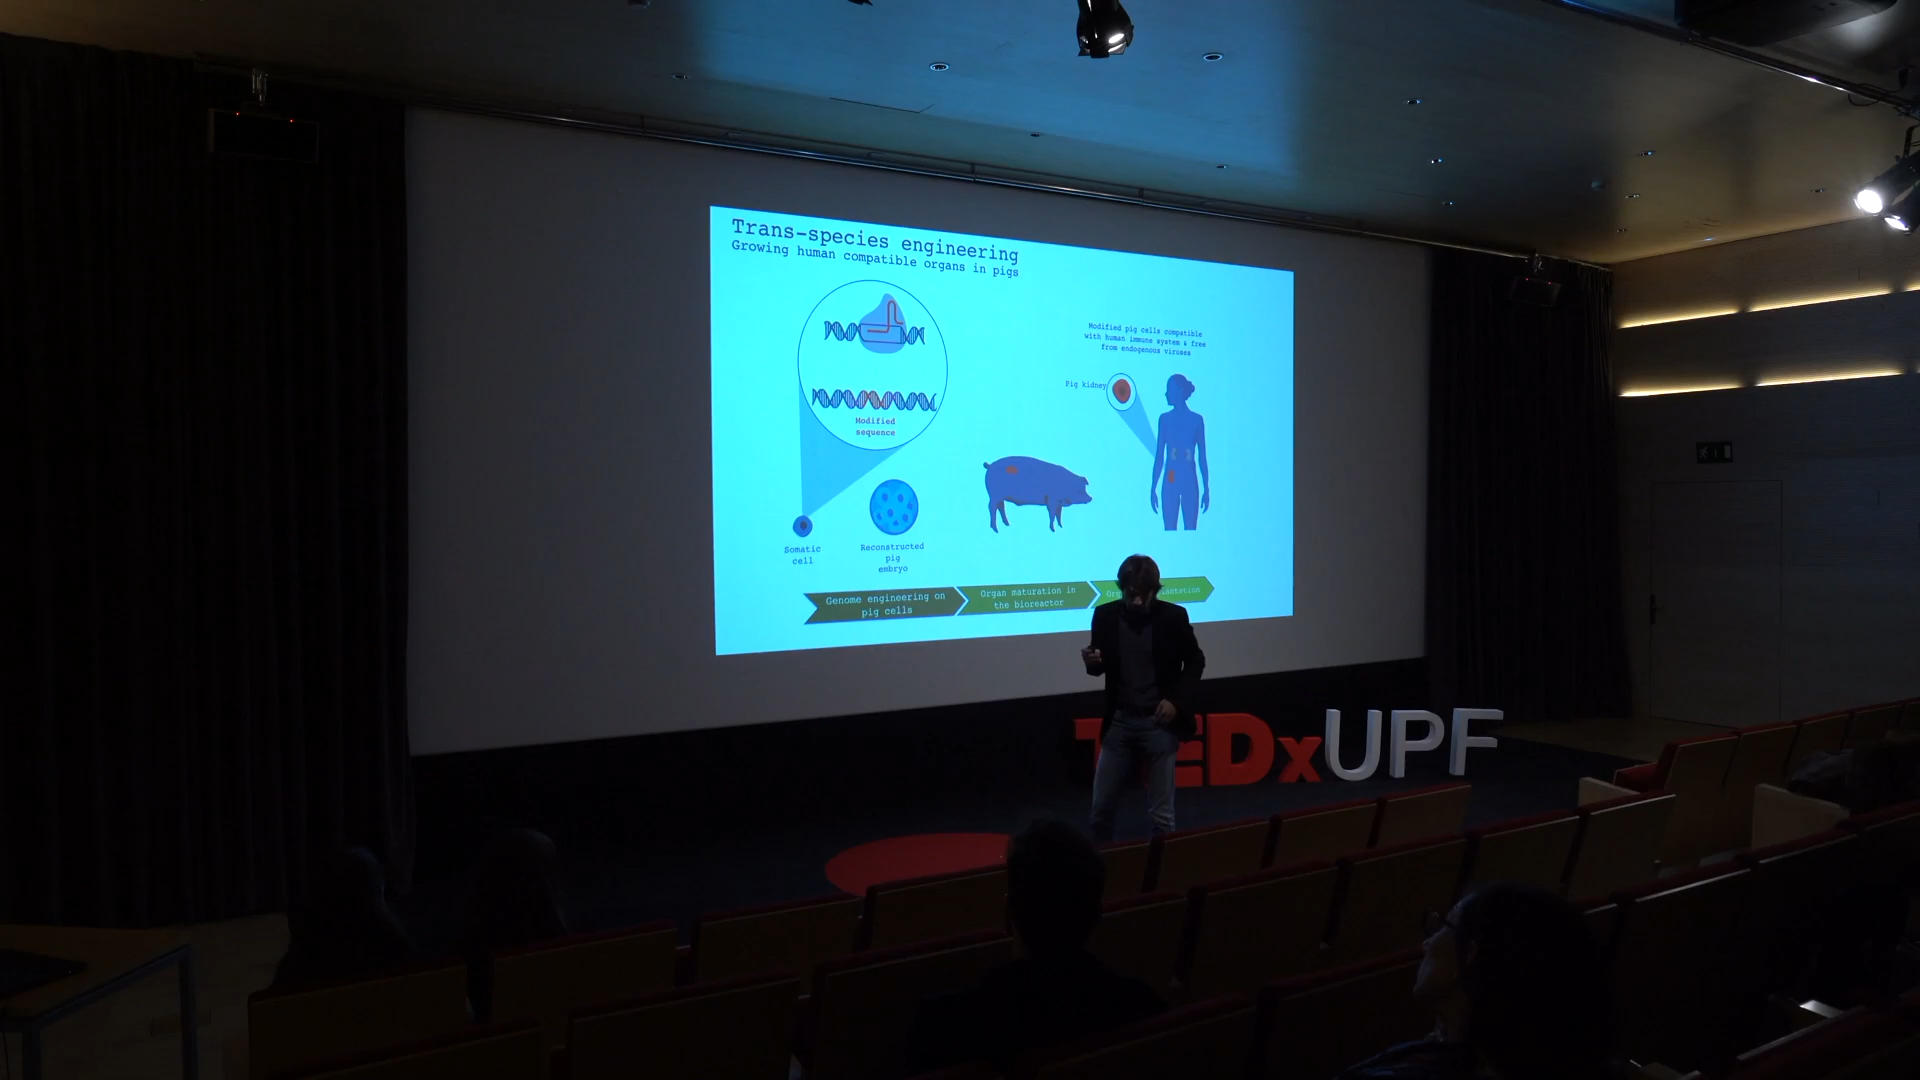 Trans-species engineering
Growing human compatible organs in pigs
Modified pig cells compatible
with human immune system & free
from endogenous viruses
Pig kidney
Modified
sequence
Somatic
cell
Reconstructed
pig
embryo
Genome engineering on
pig cells
Organ maturation in
the bioreactor
TEDxUPF